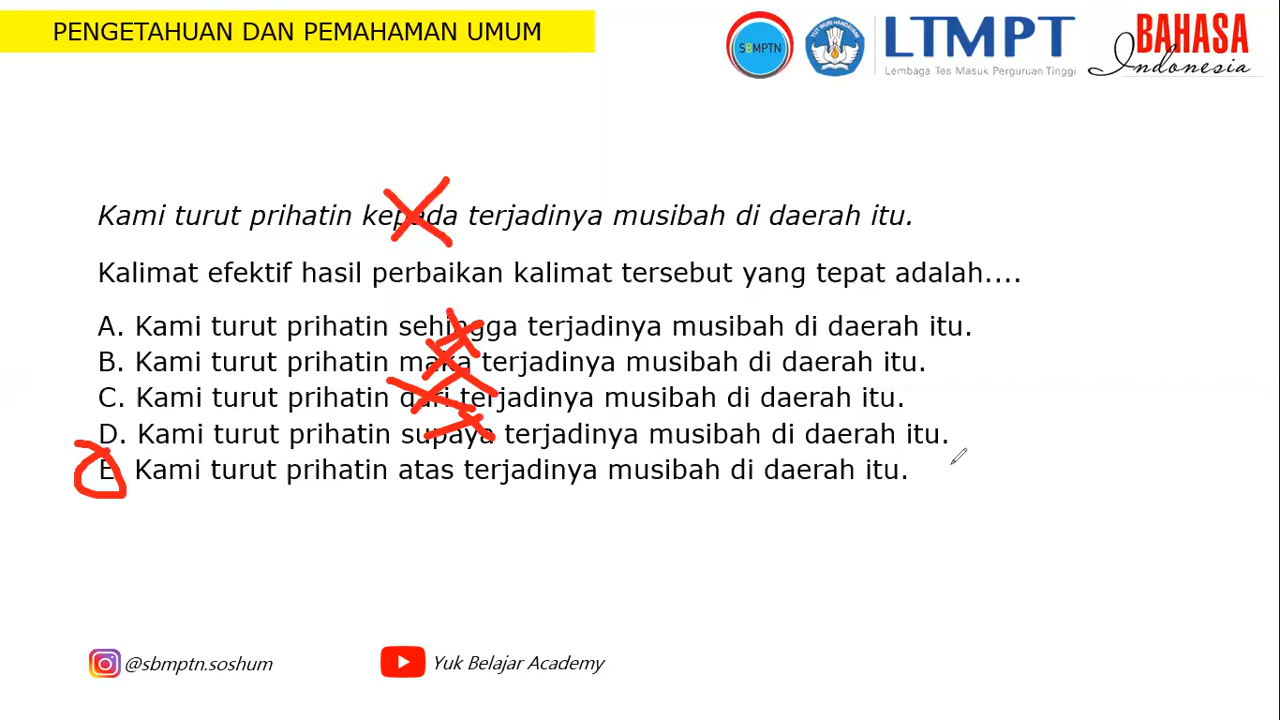 PENGETAHUAN DAN PEMAHAMAN UMUM
SBMPTN
TUT WURI HANDAYANI
LTMPT
Lembaga Tes Masuk Perguruan Tinggi
BAHASA
Indonesia
Kami turut prihatin kepada terjadinya musibah di daerah itu.
Kalimat efektif hasil perbaikan kalimat tersebut yang tepat adalah....
A. Kami turut prihatin sehingga terjadinya musibah di daerah itu.
B. Kami turut prihatin maka terjadinya musibah di daerah itu.
C. Kami turut prihatin dari terjadinya musibah di daerah itu.
D. Kami turut prihatin supaya terjadinya musibah di daerah itu.
E. Kami turut prihatin atas terjadinya musibah di daerah itu.
@sbmptn.soshum
Yuk Belajar Academy